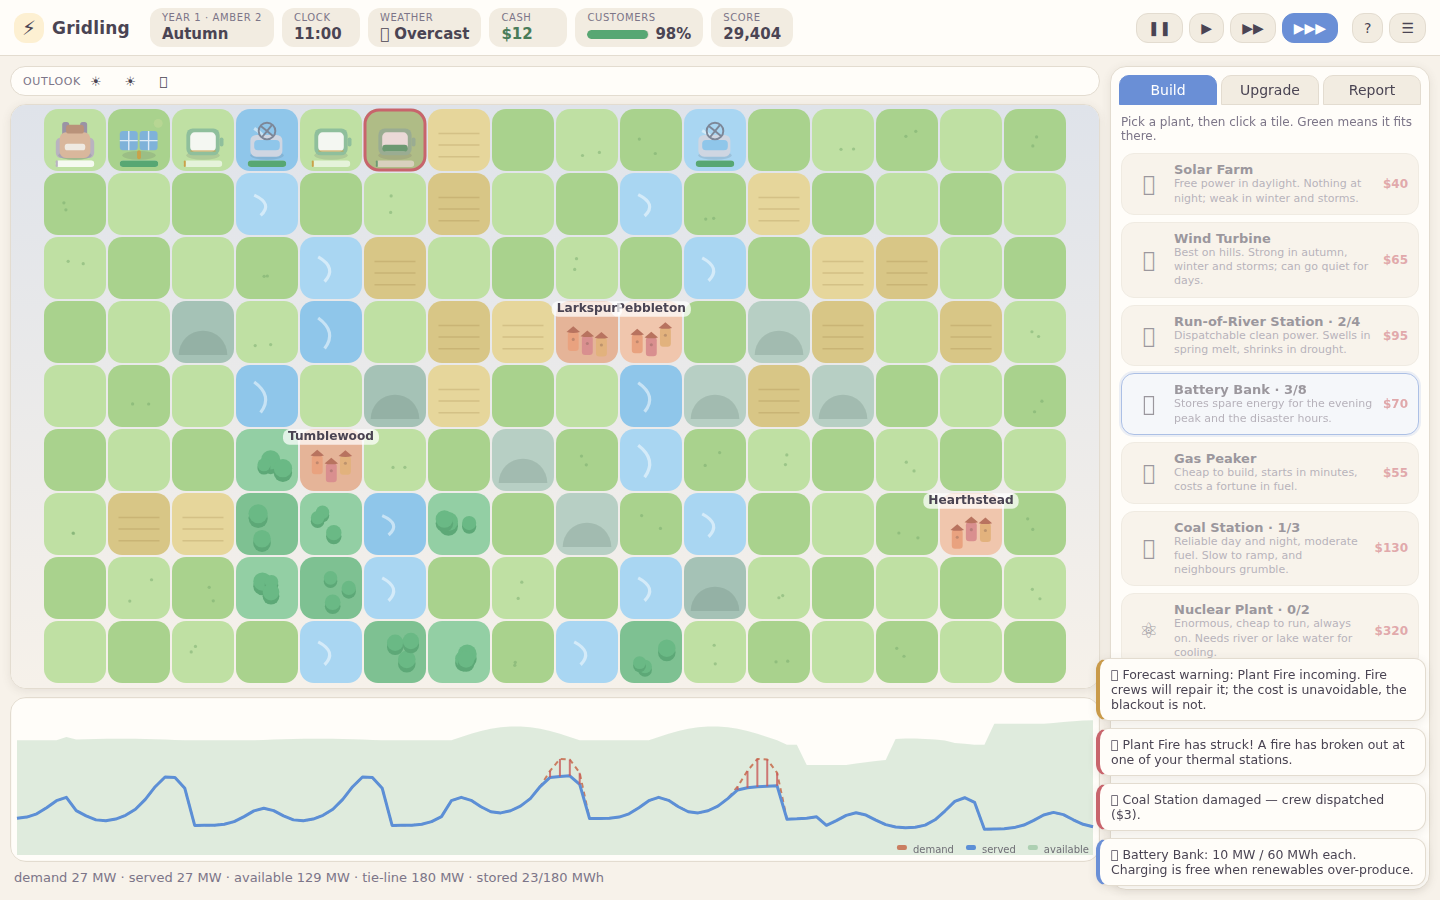 Gridling
YEAR 1 · AMBER 2
Autumn
CLOCK
11:00
WEATHER
Overcast
CASH
$12
CUSTOMERS
98%
SCORE
29,404
?
OUTLOOK
Build
Upgrade
Report
Pick a plant, then click a tile. Green means it fits
there.
Solar Farm
Free power in daylight. Nothing at
night; weak in winter and storms.
$40
Wind Turbine
Best on hills. Strong in autumn,
winter and storms; can go quiet for
days.
$65
Run-of-River Station · 2/4
Dispatchable clean power. Swells in
spring melt, shrinks in drought.
$95
Battery Bank · 3/8
Stores spare energy for the evening
peak and the disaster hours.
$70
Gas Peaker
Cheap to build, starts in minutes,
costs a fortune in fuel.
$55
Coal Station · 1/3
Reliable day and night, moderate
fuel. Slow to ramp, and
neighbours grumble.
$130
Nuclear Plant · 0/2
Enormous, cheap to run, always
on. Needs river or lake water for
cooling.
$320
Larkspur
Pebbleton
Tumblewood
Hearthstead
Forecast warning: Plant Fire incoming. Fire
crews will repair it; the cost is unavoidable, the
blackout is not.
Plant Fire has struck! A fire has broken out at
one of your thermal stations.
Coal Station damaged — crew dispatched
($3).
Battery Bank: 10 MW / 60 MWh each.
Charging is free when renewables over-produce.
demand
served
available
demand 27 MW · served 27 MW · available 129 MW · tie-line 180 MW · stored 23/180 MWh